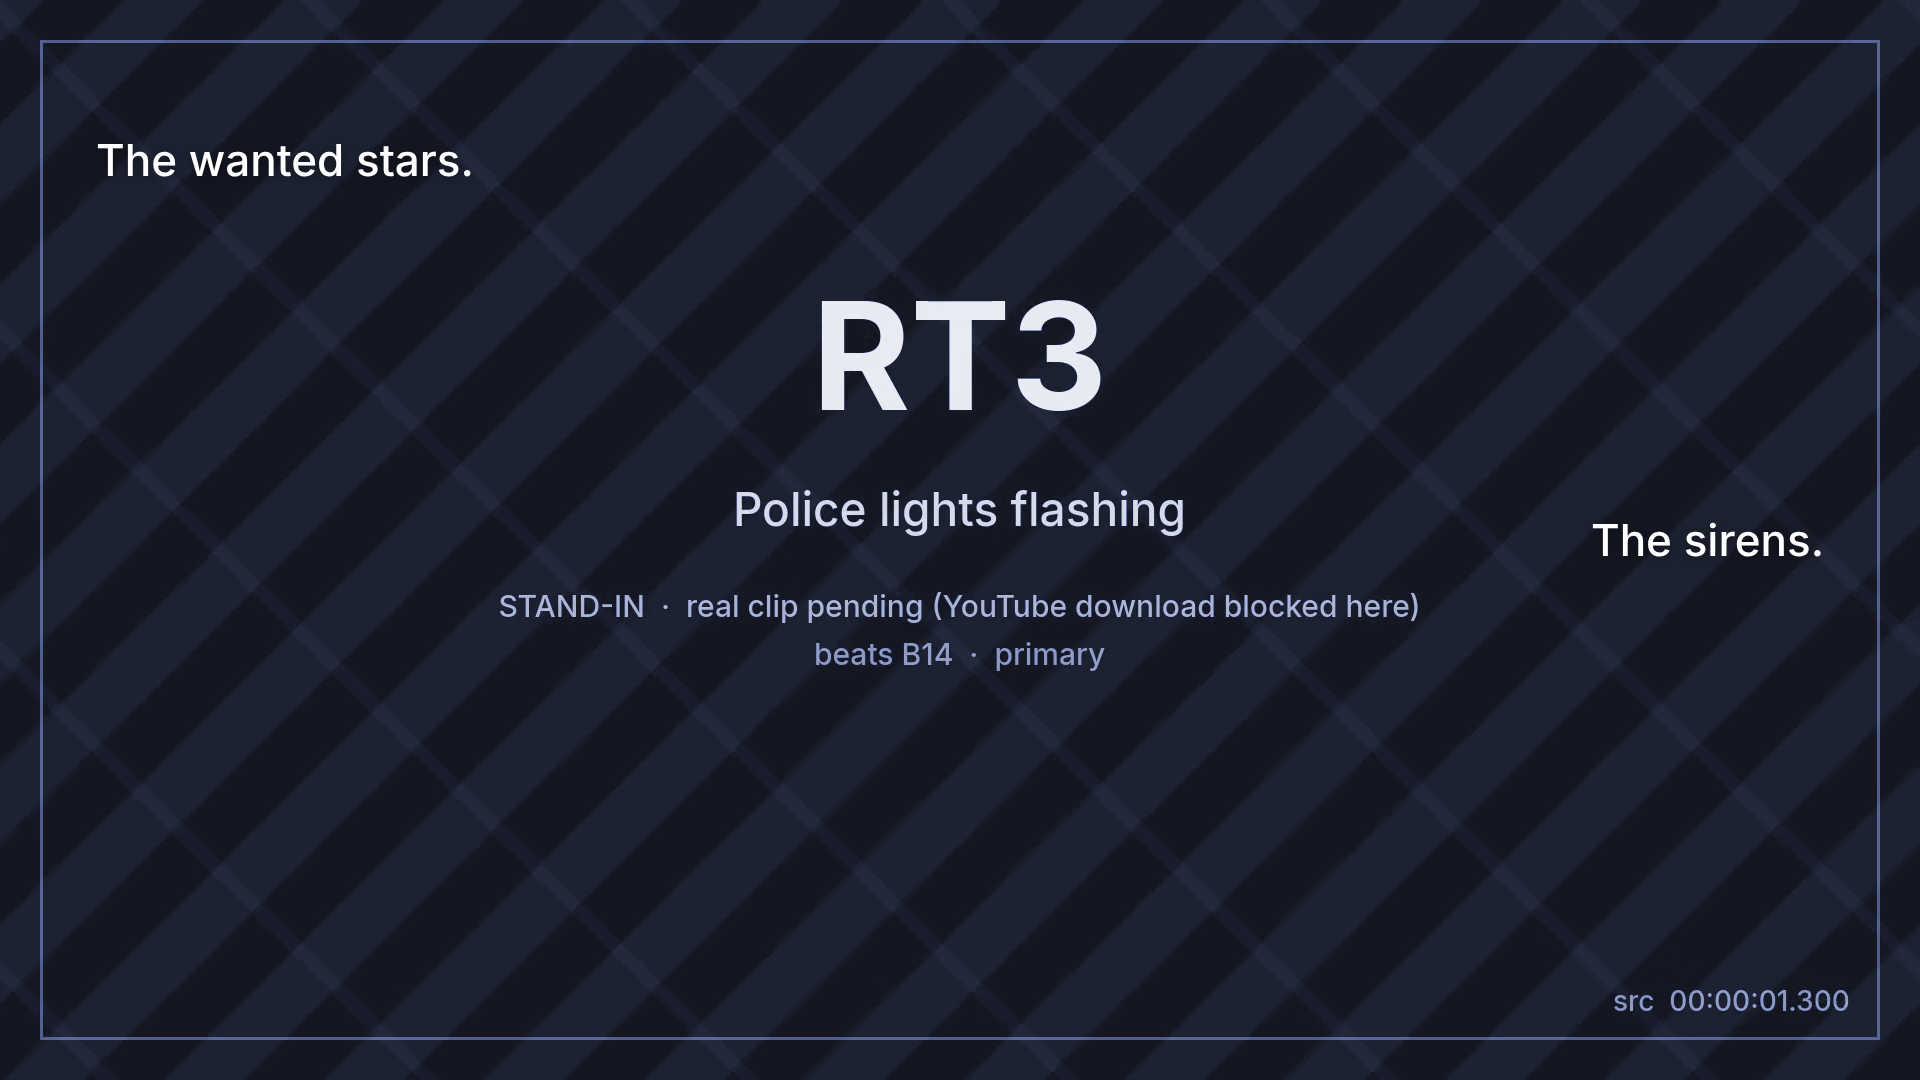 The wanted stars.
RT3
Police lights flashing
The sirens.
STAND-IN · real clip pending (YouTube download blocked here)
beats B14 · primary
src 00:00:01.300